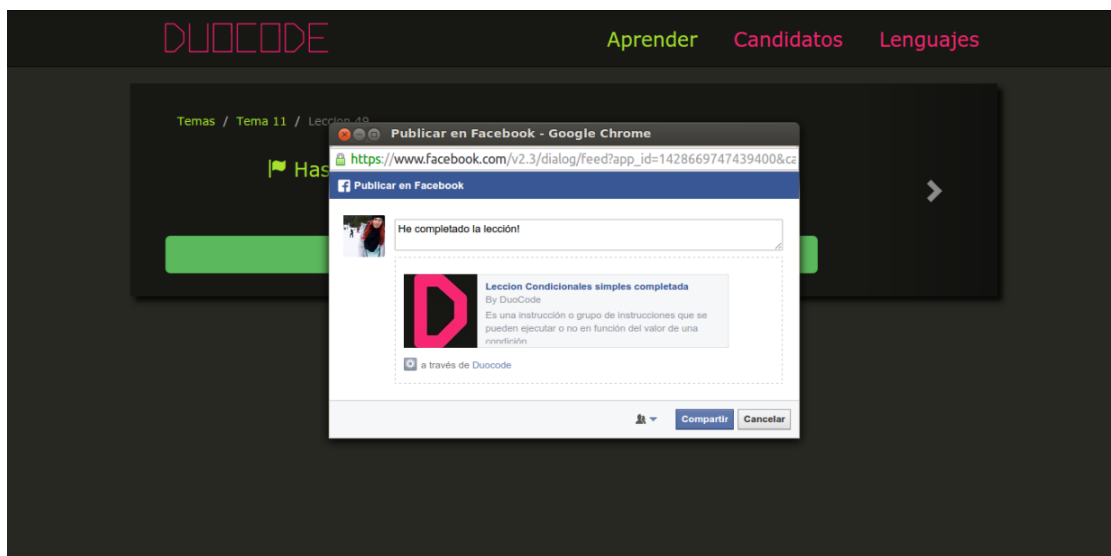 DUOCODE
Aprender Candidatos Lenguajes
Temas / Tema 11 / Leccion 49
Publicar en Facebook - Google Chrome
https://www.facebook.com/v2.3/dialog/feed?app_id=1428669747439400&ca
Has
Publicar en Facebook
He completado la lección!
Leccion Condicionales simples completada
By DuoCode
Es una instrucción o grupo de instrucciones que se
pueden ejecutar o no en función del valor de una
condición
a través de Duocode
Compartir Cancelar